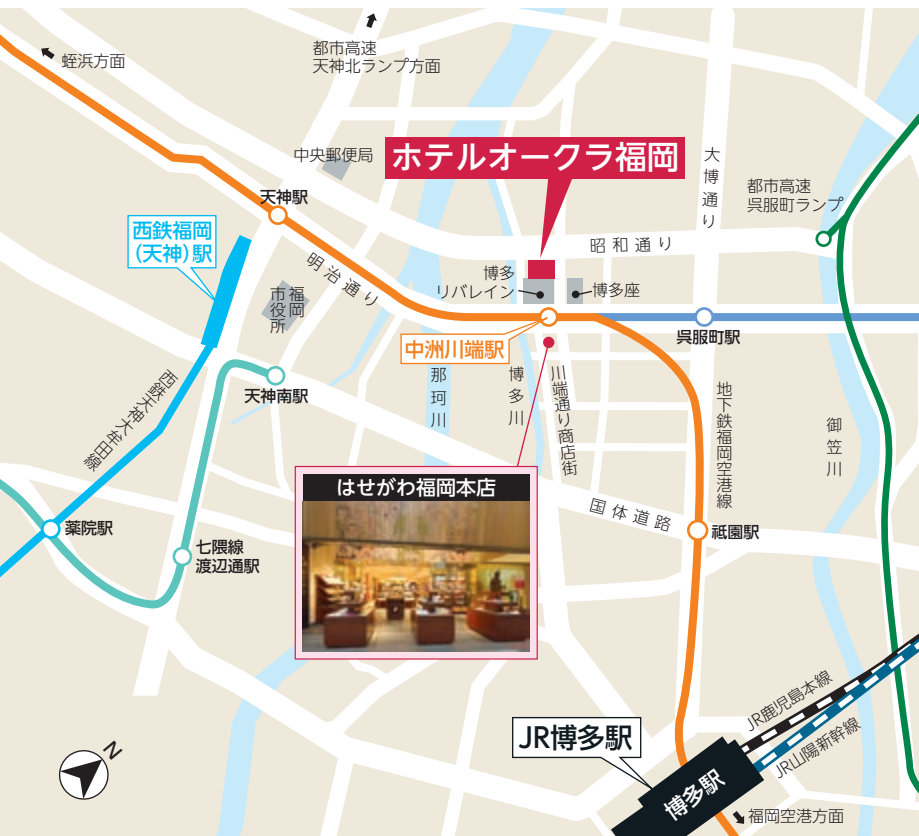 都市高速
天神北ランプ方面
蛭浜方面
中央郵便局
ホテルオークラ福岡
大博通り
都市高速
呉服町ランプ
天神駅
西鉄福岡
(天神)駅
昭和通り
明治通り
博多
リバレイン
博多座
福岡
市役所
呉服町駅
中洲川端駅
天神南駅
那珂川
博多川
川端通り商店街
地下鉄福岡空港線
西鉄天神大牟田線
御笠川
はせがわ福岡本店
国体道路
薬院駅
祇園駅
七隈線
渡辺通駅
JR鹿児島本線
JR山陽新幹線
JR博多駅
博多駅
N
福岡空港方面